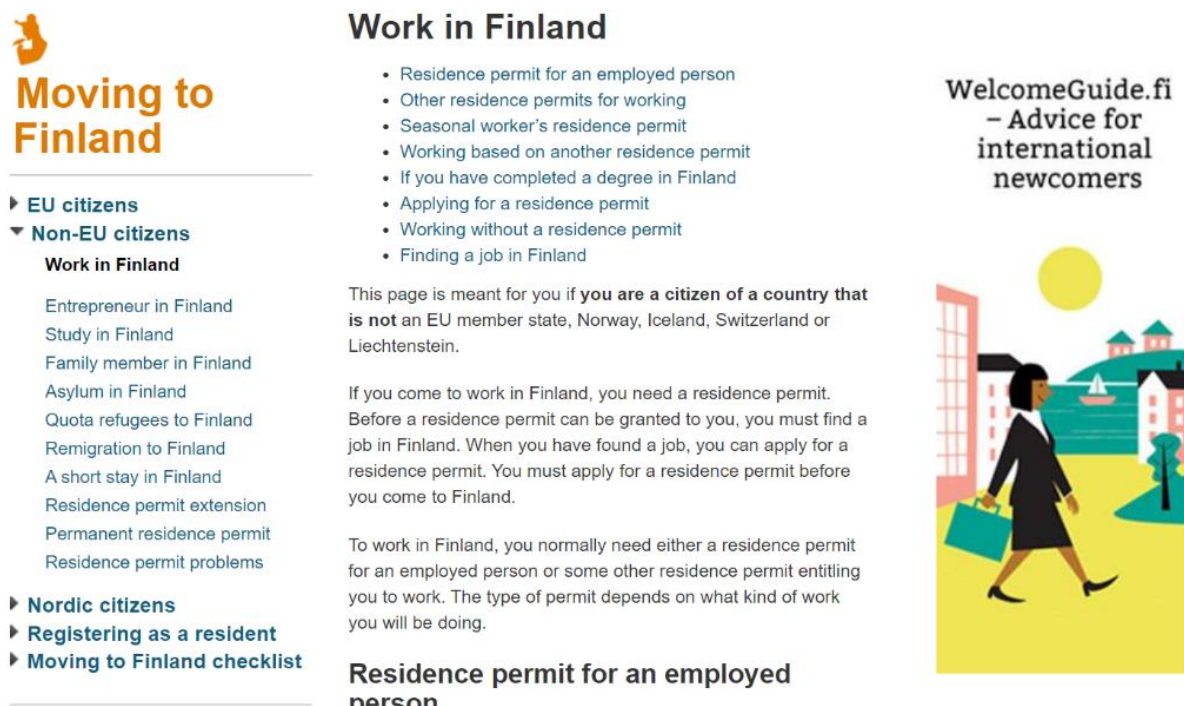 Moving to
Finland
EU citizens
Non-EU citizens
Work in Finland
Entrepreneur in Finland
Study in Finland
Family member in Finland
Asylum in Finland
Quota refugees to Finland
Remigration to Finland
A short stay in Finland
Residence permit extension
Permanent residence permit
Residence permit problems
Nordic citizens
Registering as a resident
Moving to Finland checklist
Work in Finland
• Residence permit for an employed person
• Other residence permits for working
• Seasonal worker's residence permit
• Working based on another residence permit
• If you have completed a degree in Finland
• Applying for a residence permit
• Working without a residence permit
• Finding a job in Finland
This page is meant for you if you are a citizen of a country that
is not an EU member state, Norway, Iceland, Switzerland or
Liechtenstein.
If you come to work in Finland, you need a residence permit.
Before a residence permit can be granted to you, you must find a
job in Finland. When you have found a job, you can apply for a
residence permit. You must apply for a residence permit before
you come to Finland.
To work in Finland, you normally need either a residence permit
for an employed person or some other residence permit entitling
you to work. The type of permit depends on what kind of work
you will be doing.
Residence permit for an employed
person
WelcomeGuide.fi
– Advice for
international
newcomers